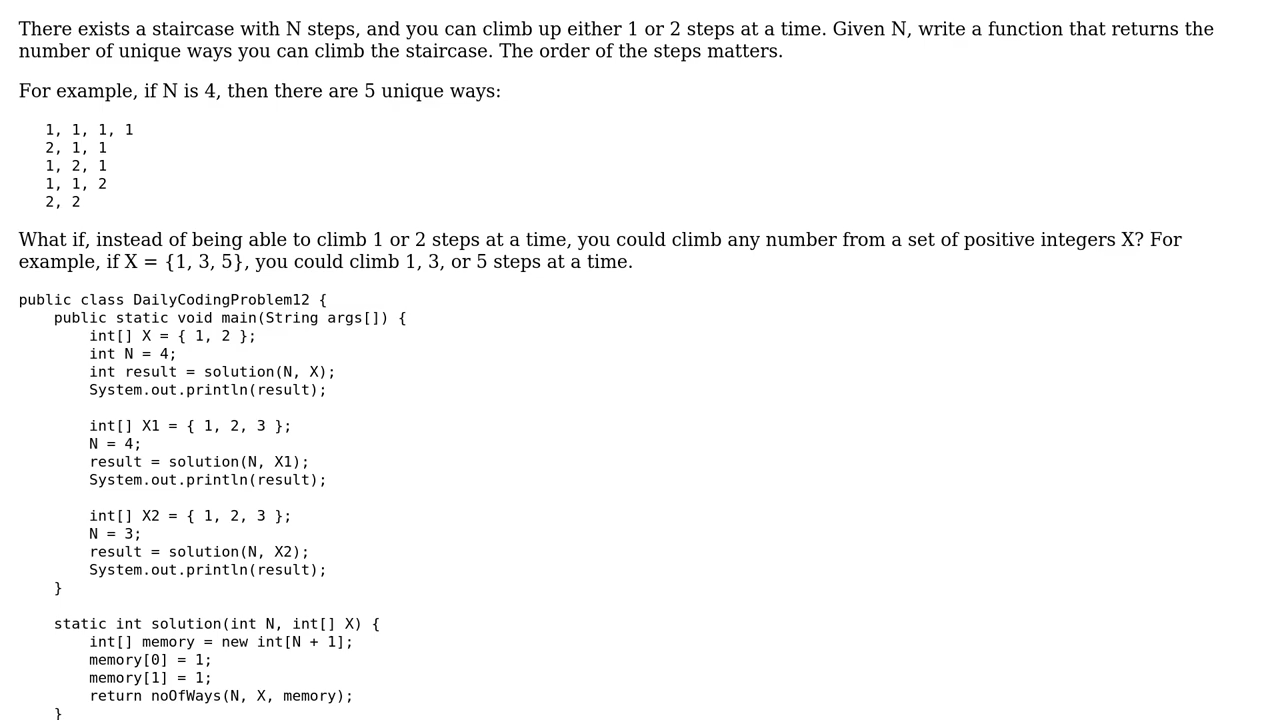 There exists a staircase with N steps, and you can climb up either 1 or 2 steps at a time. Given N, write a function that returns the
number of unique ways you can climb the staircase. The order of the steps matters.
For example, if N is 4, then there are 5 unique ways:
1, 1, 1, 1
2, 1, 1
1, 2, 1
1, 1, 2
2, 2
What if, instead of being able to climb 1 or 2 steps at a time, you could climb any number from a set of positive integers X? For
example, if X = {1, 3, 5}, you could climb 1, 3, or 5 steps at a time.
public class DailyCodingProblem12 {
    public static void main(String args[]) {
        int[] X = { 1, 2 };
        int N = 4;
        int result = solution(N, X);
        System.out.println(result);
        int[] X1 = { 1, 2, 3 };
        N = 4;
        result = solution(N, X1);
        System.out.println(result);
        int[] X2 = { 1, 2, 3 };
        N = 3;
        result = solution(N, X2);
        System.out.println(result);
    }
    static int solution(int N, int[] X) {
        int[] memory = new int[N + 1];
        memory[0] = 1;
        memory[1] = 1;
        return noOfWays(N, X, memory);
    }